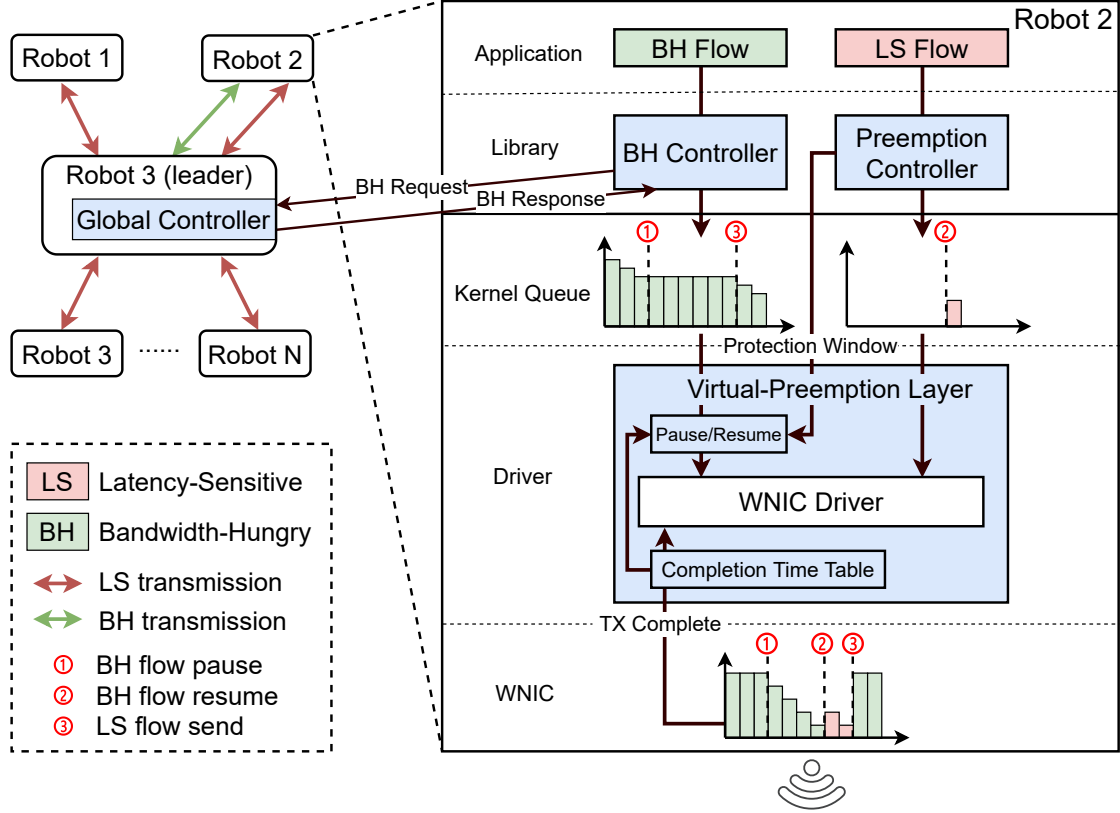 Robot 2
Robot 1
Robot 2
Robot 3 (leader)
Global Controller
Robot 3
......
Robot N
LS
Latency-Sensitive
BH
Bandwidth-Hungry
LS transmission
BH transmission
① BH flow pause
② BH flow resume
③ LS flow send
Application
BH Flow
LS Flow
Library
BH Controller
Preemption
Controller
BH Request
BH Response
Kernel Queue
①
③
②
Protection Window
Driver
Virtual-Preemption Layer
Pause/Resume
WNIC Driver
Completion Time Table
TX Complete
WNIC
①
②
③